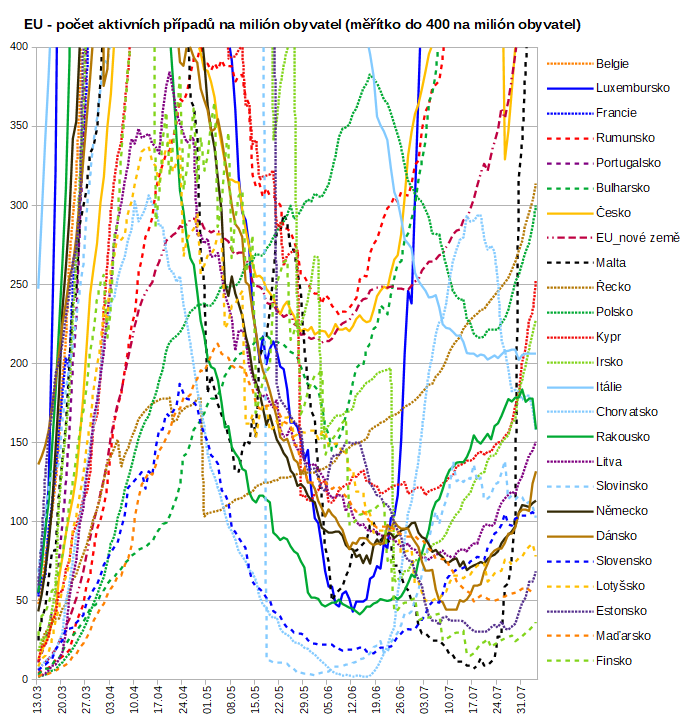 EU - počet aktivních případů na milión obyvatel (měřítko do 400 na milión obyvatel)
400
350
300
250
200
150
100
50
0
13.03
20.03
27.03
03.04
10.04
17.04
24.04
01.05
08.05
15.05
22.05
29.05
05.06
12.06
19.06
26.06
03.07
10.07
17.07
24.07
31.07
Belgie
Luxembursko
Francie
Rumunsko
Portugalsko
Bulharsko
Česko
EU_nové země
Malta
Řecko
Polsko
Kypr
Irsko
Itálie
Chorvatsko
Rakousko
Litva
Slovinsko
Německo
Dánsko
Slovensko
Lotyšsko
Estonsko
Maďarsko
Finsko